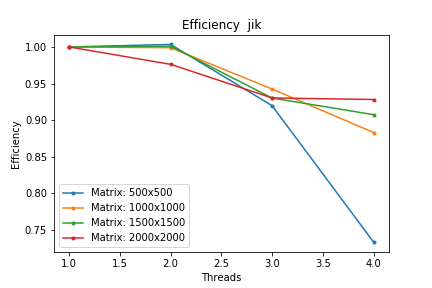 Efficiency jik
1.00
0.95
0.90
0.85
0.80
0.75
Efficiency
Matrix: 500x500
Matrix: 1000x1000
Matrix: 1500x1500
Matrix: 2000x2000
1.0 1.5 2.0 2.5 3.0 3.5 4.0
Threads